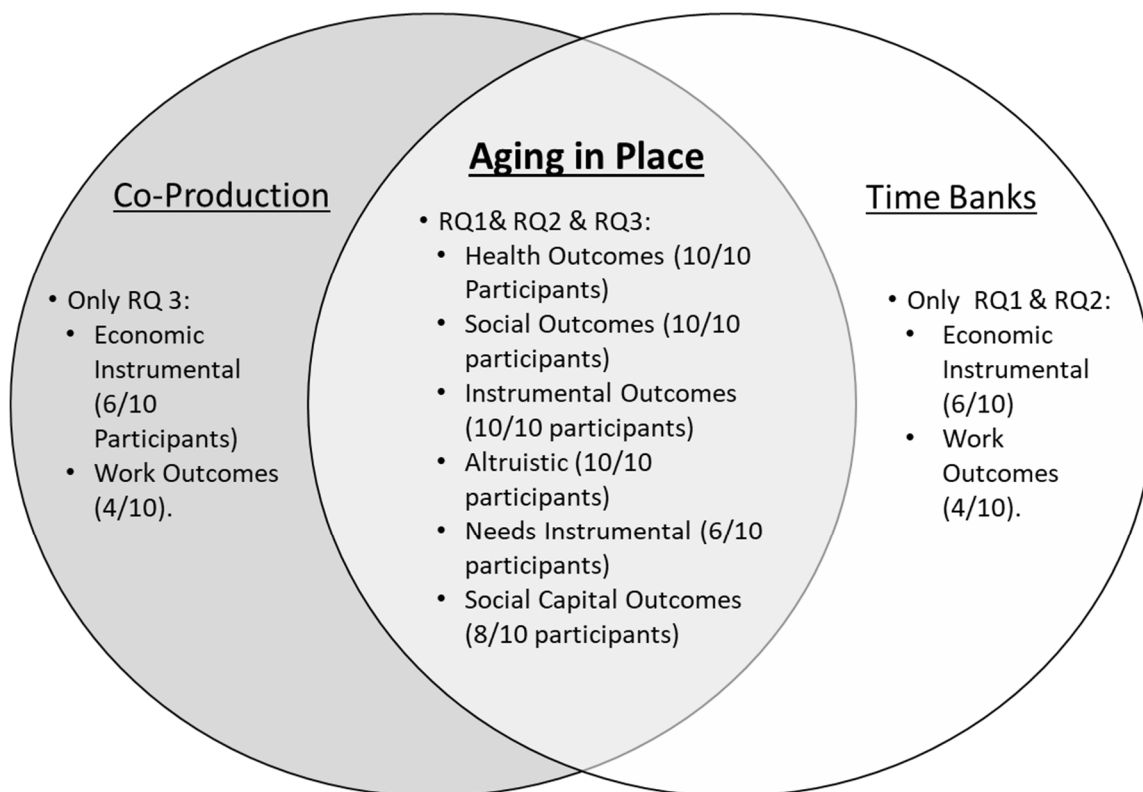 Co-Production
• Only RQ 3:
• Economic
Instrumental
(6/10
Participants)
• Work Outcomes
(4/10).
Aging in Place
• RQ1& RQ2 & RQ3:
• Health Outcomes (10/10
Participants)
• Social Outcomes (10/10
participants)
• Instrumental Outcomes
(10/10 participants)
• Altruistic (10/10
participants)
• Needs Instrumental (6/10
participants)
• Social Capital Outcomes
(8/10 participants)
Time Banks
• Only  RQ1 & RQ2:
• Economic
Instrumental
(6/10)
• Work
Outcomes
(4/10).